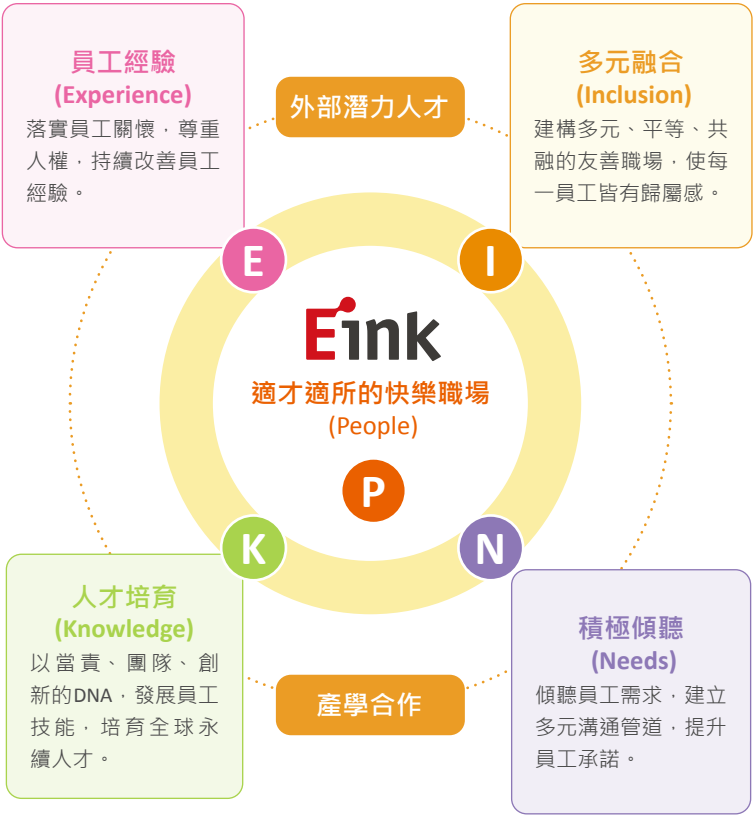 員工經驗
(Experience)
落實員工關懷，尊重
人權，持續改善員工
經驗。
外部潛力人才
多元融合
(Inclusion)
建構多元、平等、共
融的友善職場，使每
一員工皆有歸屬感。
E
I
Eink
適才適所的快樂職場
(People)
P
K
N
人才培育
(Knowledge)
以當責、團隊、創
新的DNA，發展員工
技能，培育全球永
續人才。
產學合作
積極傾聽
(Needs)
傾聽員工需求，建立
多元溝通管道，提升
員工承諾。